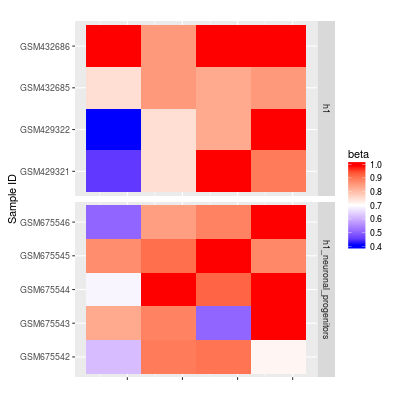 Sample ID
GSM432686
GSM432685
GSM429322
GSM429321
h1
GSM675546
GSM675545
GSM675544
GSM675543
GSM675542
h1_neuronal_progenitors
beta
1.0
0.9
0.8
0.7
0.6
0.5
0.4